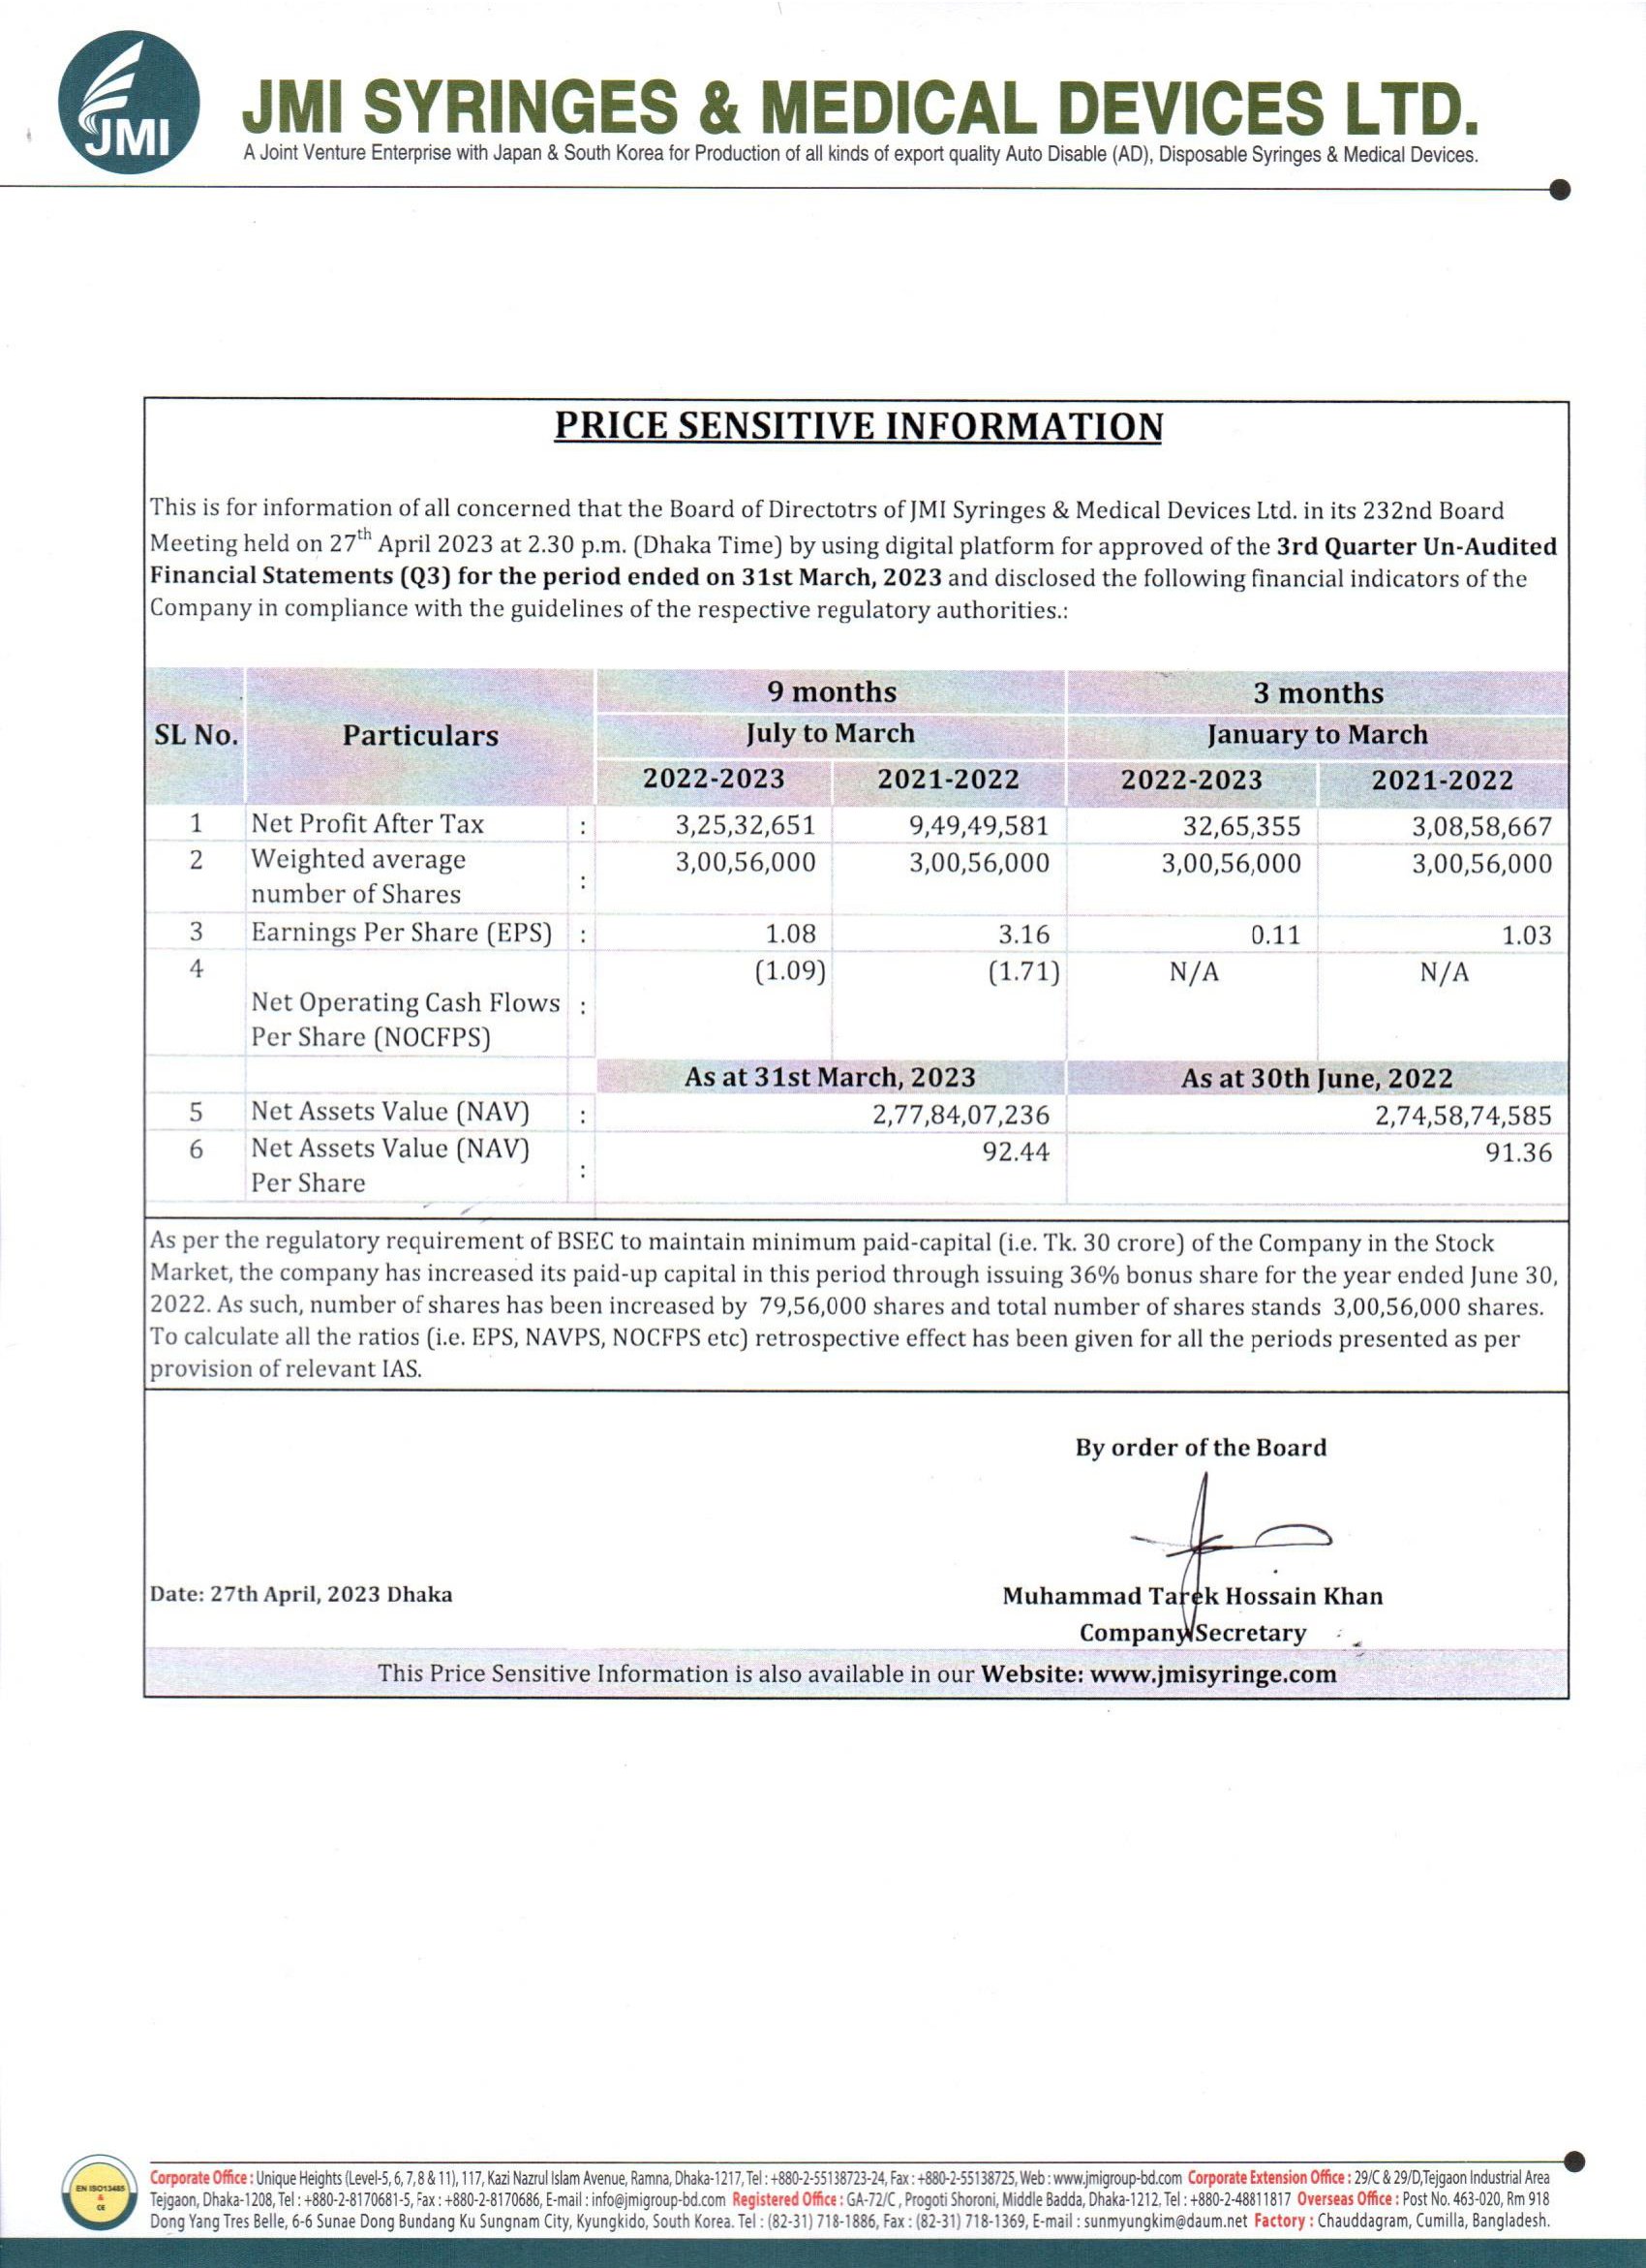 JMI
JMI SYRINGES & MEDICAL DEVICES LTD.
A Joint Venture Enterprise with Japan & South Korea for Production of all kinds of export quality Auto Disable (AD), Disposable Syringes & Medical Devices.
PRICE SENSITIVE INFORMATION
This is for information of all concerned that the Board of Directotrs of JMI Syringes & Medical Devices Ltd. in its 232nd Board
Meeting held on 27th April 2023 at 2.30 p.m. (Dhaka Time) by using digital platform for approved of the 3rd Quarter Un-Audited
Financial Statements (Q3) for the period ended on 31st March, 2023 and disclosed the following financial indicators of the
Company in compliance with the guidelines of the respective regulatory authorities.:
9 months 3 months
SL No. Particulars July to March January to March
2022-2023 2021-2022 2022-2023 2021-2022
1 Net Profit After Tax : 3,25,32,651 9,49,49,581 32,65,355 3,08,58,667
2 Weighted average 3,00,56,000 3,00,56,000 3,00,56,000 3,00,56,000
number of Shares :
3 Earnings Per Share (EPS) : 1.08 3.16 0.11 1.03
4 (1.09) (1.71) N/A N/A
Net Operating Cash Flows :
Per Share (NOCFPS)
As at 31st March, 2023 As at 30th June, 2022
5 Net Assets Value (NAV) : 2,77,84,07,236 2,74,58,74,585
6 Net Assets Value (NAV) 92.44 91.36
Per Share :
As per the regulatory requirement of BSEC to maintain minimum paid-capital (i.e. Tk. 30 crore) of the Company in the Stock
Market, the company has increased its paid-up capital in this period through issuing 36% bonus share for the year ended June 30,
2022. As such, number of shares has been increased by 79,56,000 shares and total number of shares stands 3,00,56,000 shares.
To calculate all the ratios (i.e. EPS, NAVPS, NOCFPS etc) retrospective effect has been given for all the periods presented as per
provision of relevant IAS.
By order of the Board
Date: 27th April, 2023 Dhaka Muhammad Tarek Hossain Khan
Company Secretary
This Price Sensitive Information is also available in our Website: www.jmisyringe.com
EN ISO13485
&
CE
Corporate Office : Unique Heights (Level-5, 6, 7, 8 & 11), 117, Kazi Nazrul Islam Avenue, Ramna, Dhaka-1217, Tel : +880-2-55138723-24, Fax : +880-2-55138725, Web : www.jmigroup-bd.com Corporate Extension Office : 29/C & 29/D,Tejgaon Industrial Area
Tejgaon, Dhaka-1208, Tel : +880-2-8170681-5, Fax : +880-2-8170686, E-mail : info@jmigroup-bd.com Registered Office : GA-72/C , Progoti Shoroni, Middle Badda, Dhaka-1212, Tel : +880-2-48811817 Overseas Office : Post No. 463-020, Rm 918
Dong Yang Tres Belle, 6-6 Sunae Dong Bundang Ku Sungnam City, Kyungkido, South Korea. Tel : (82-31) 718-1886, Fax : (82-31) 718-1369, E-mail : sunmyungkim@daum.net Factory : Chauddagram, Cumilla, Bangladesh.